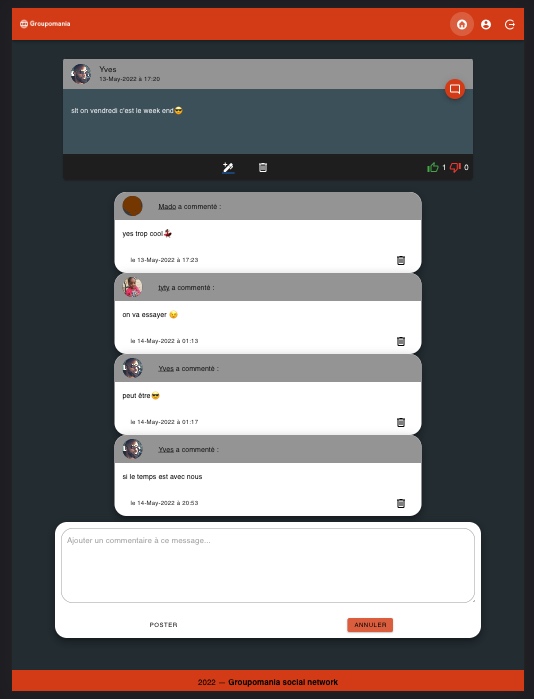 Groupomania
Yves
13-May-2022 à 17:20
slt on vendredi c'est le week end😎
1 0
Mado a commenté :
yes trop cool💃
le 13-May-2022 à 17:23
tyty a commenté :
on va essayer 😉
le 14-May-2022 à 01:13
Yves a commenté :
peut être😎
le 14-May-2022 à 01:17
Yves a commenté :
si le temps est avec nous
le 14-May-2022 à 20:53
Ajouter un commentaire à ce message...
POSTER ANNULER
2022 — Groupomania social network